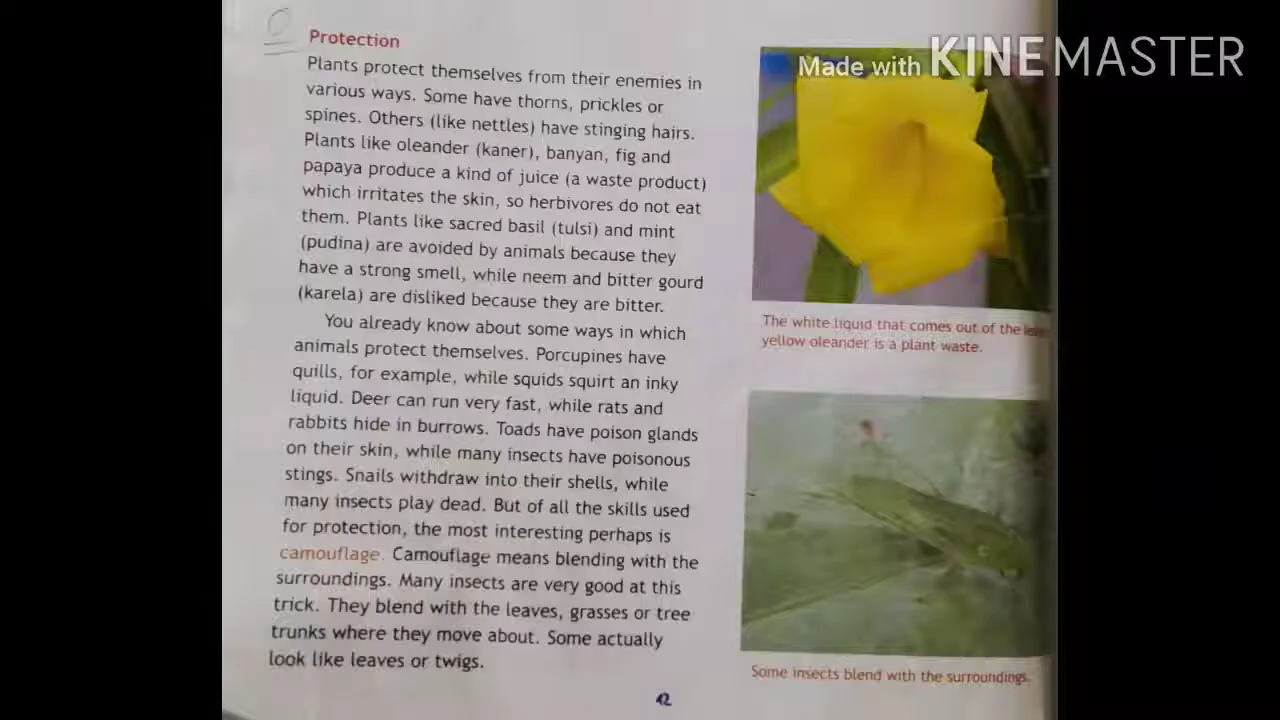 Made with KINEMASTER
Protection
Plants protect themselves from their enemies in
various ways. Some have thorns, prickles or
spines. Others (like nettles) have stinging hairs.
Plants like oleander (kaner), banyan, fig and
papaya produce a kind of juice (a waste product)
which irritates the skin, so herbivores do not eat
them. Plants like sacred basil (tulsi) and mint
(pudina) are avoided by animals because they
have a strong smell, while neem and bitter gourd
(karela) are disliked because they are bitter.
You already know about some ways in which
animals protect themselves. Porcupines have
quills, for example, while squids squirt an inky
liquid. Deer can run very fast, while rats and
rabbits hide in burrows. Toads have poison glands
on their skin, while many insects have poisonous
stings. Snails withdraw into their shells, while
many insects play dead. But of all the skills used
for protection, the most interesting perhaps is
camouflage. Camouflage means blending with the
surroundings. Many insects are very good at this
trick. They blend with the leaves, grasses or tree
trunks where they move about. Some actually
look like leaves or twigs.
The white liquid that comes out of the
yellow oleander is a plant waste.
Some insects blend with the surroundings.
42